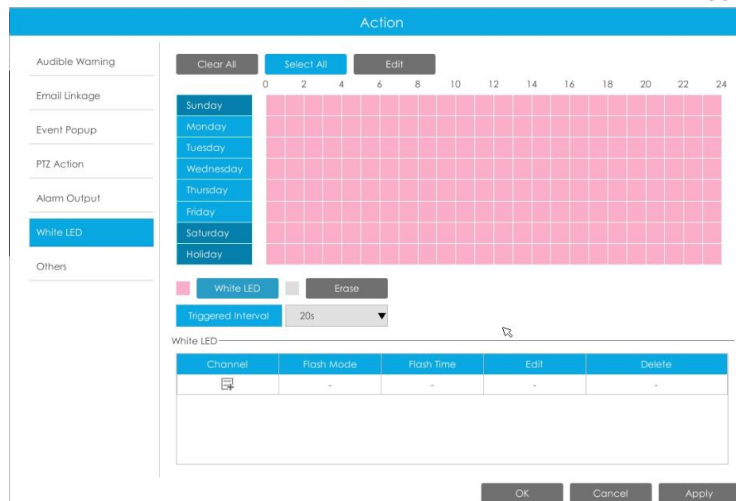 Action
Audible Warning
Email Linkage
Event Popup
PTZ Action
Alarm Output
White LED
Others
Clear All Select All Edit
0 2 4 6 8 10 12 14 16 18 20 22 24
Sunday
Monday
Tuesday
Wednesday
Thursday
Friday
Saturday
Holiday
White LED Erase
Triggered Interval 20s
White LED
Channel Flash Mode Flash Time Edit Delete
- - - -
OK Cancel Apply